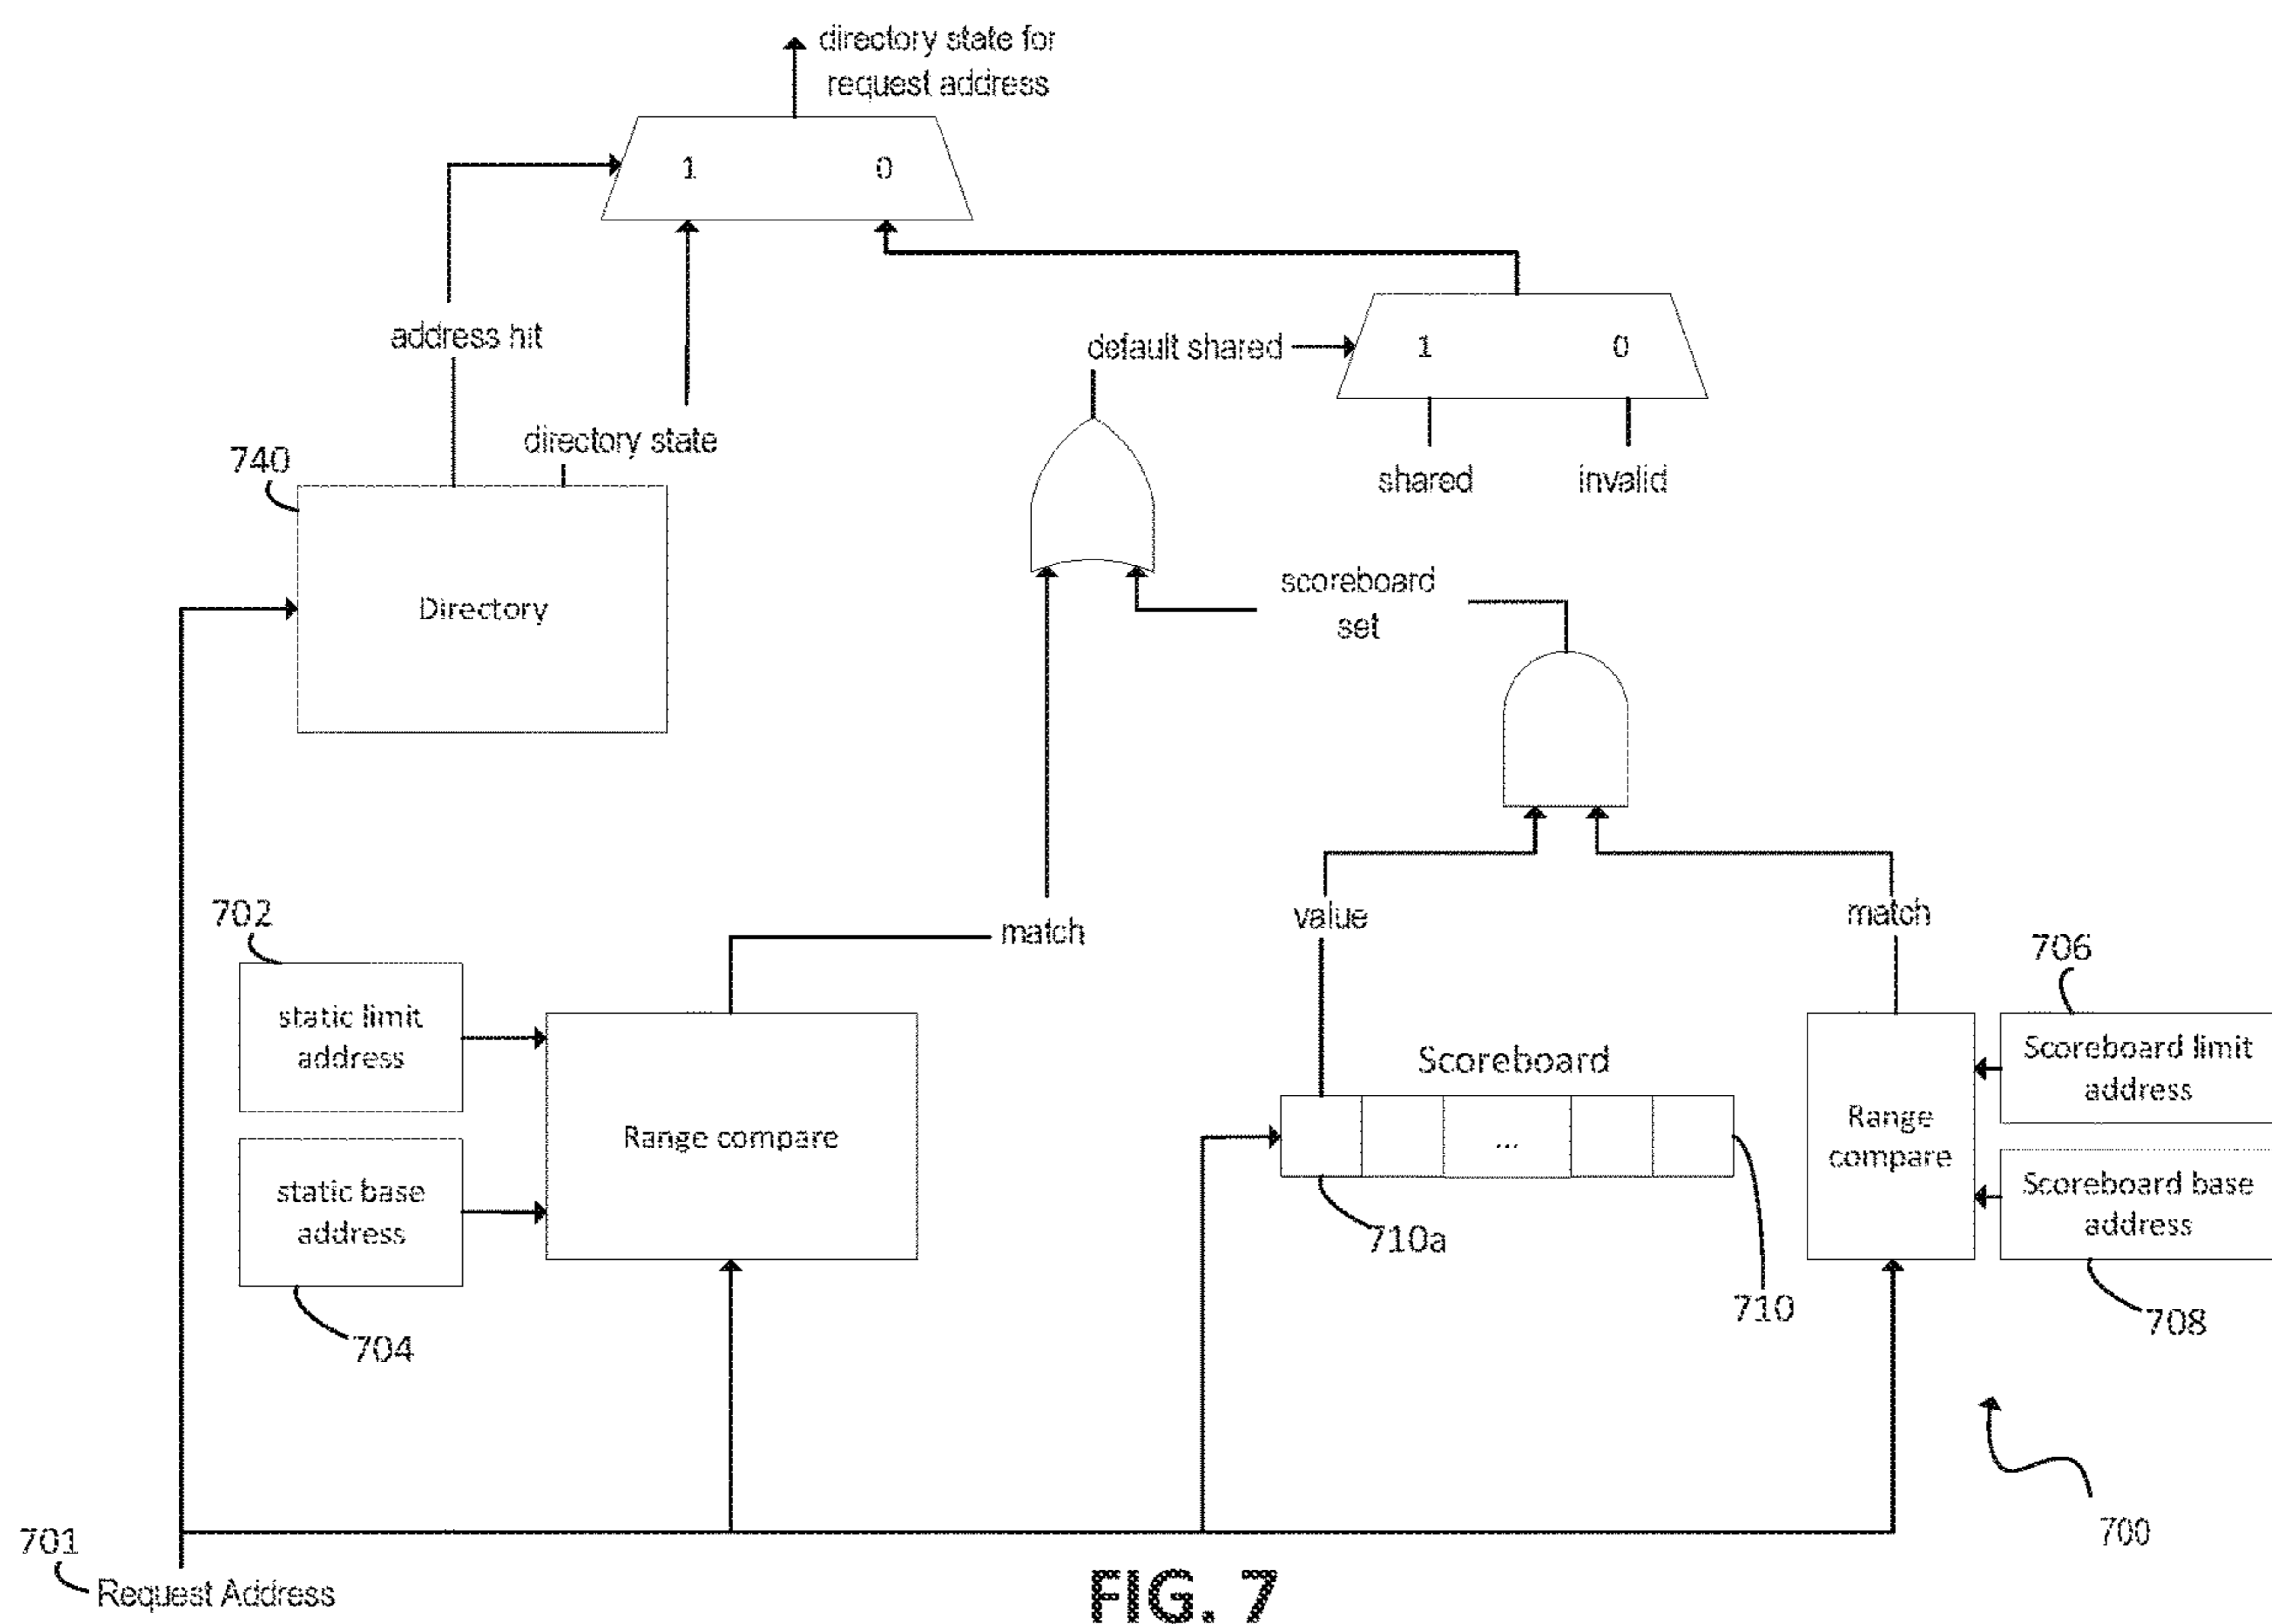 directory state for
request address
1 0
address hit
default shared
1 0
directory state
740
shared
invalid
scoreboard
set
Directory
702
match
value
match
706
static limit
address
Scoreboard
Scoreboard limit
address
Range compare
...
Range
compare
static base
address
Scoreboard base
address
710a
710
704
708
701
Request Address
700
FIG. 7